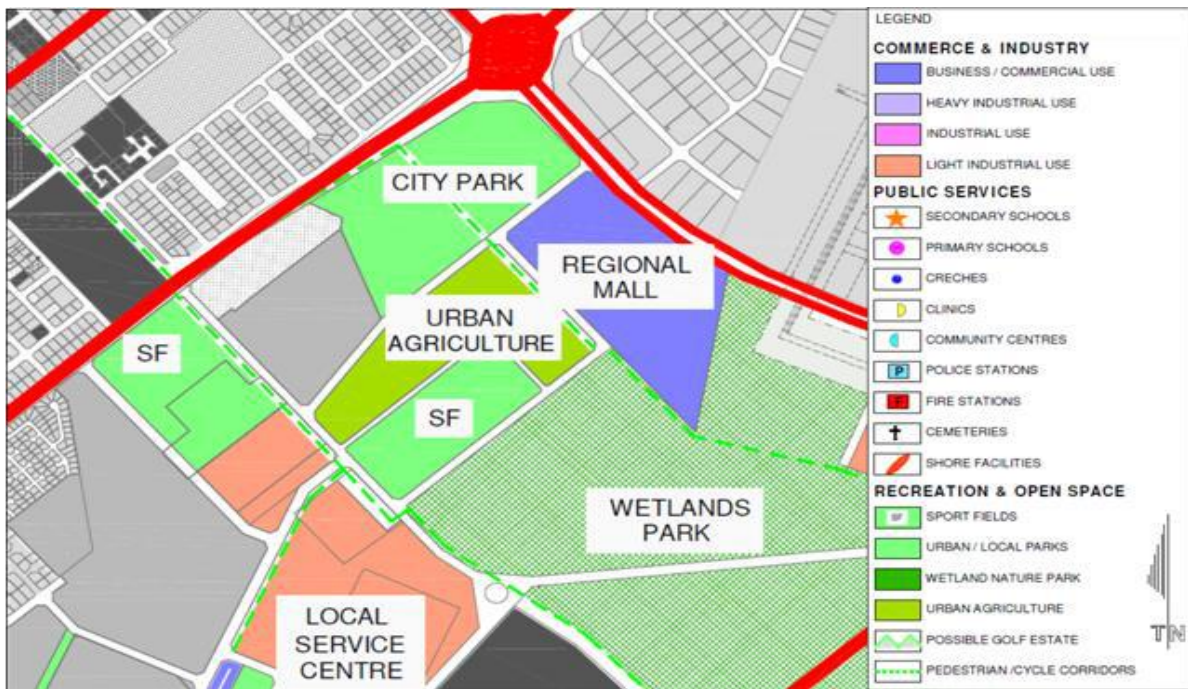 CITY PARK
REGIONAL
MALL
URBAN
AGRICULTURE
SF
SF
WETLANDS
PARK
LOCAL
SERVICE
CENTRE
LEGEND
COMMERCE & INDUSTRY
BUSINESS / COMMERCIAL USE
HEAVY INDUSTRIAL USE
INDUSTRIAL USE
LIGHT INDUSTRIAL USE
PUBLIC SERVICES
SECONDARY SCHOOLS
PRIMARY SCHOOLS
CRECHES
CLINICS
COMMUNITY CENTRES
P POLICE STATIONS
F FIRE STATIONS
CEMETERIES
SHORE FACILITIES
RECREATION & OPEN SPACE
SPORT FIELDS
URBAN / LOCAL PARKS
WETLAND NATURE PARK
URBAN AGRICULTURE
POSSIBLE GOLF ESTATE
PEDESTRIAN /CYCLE CORRIDORS
TN